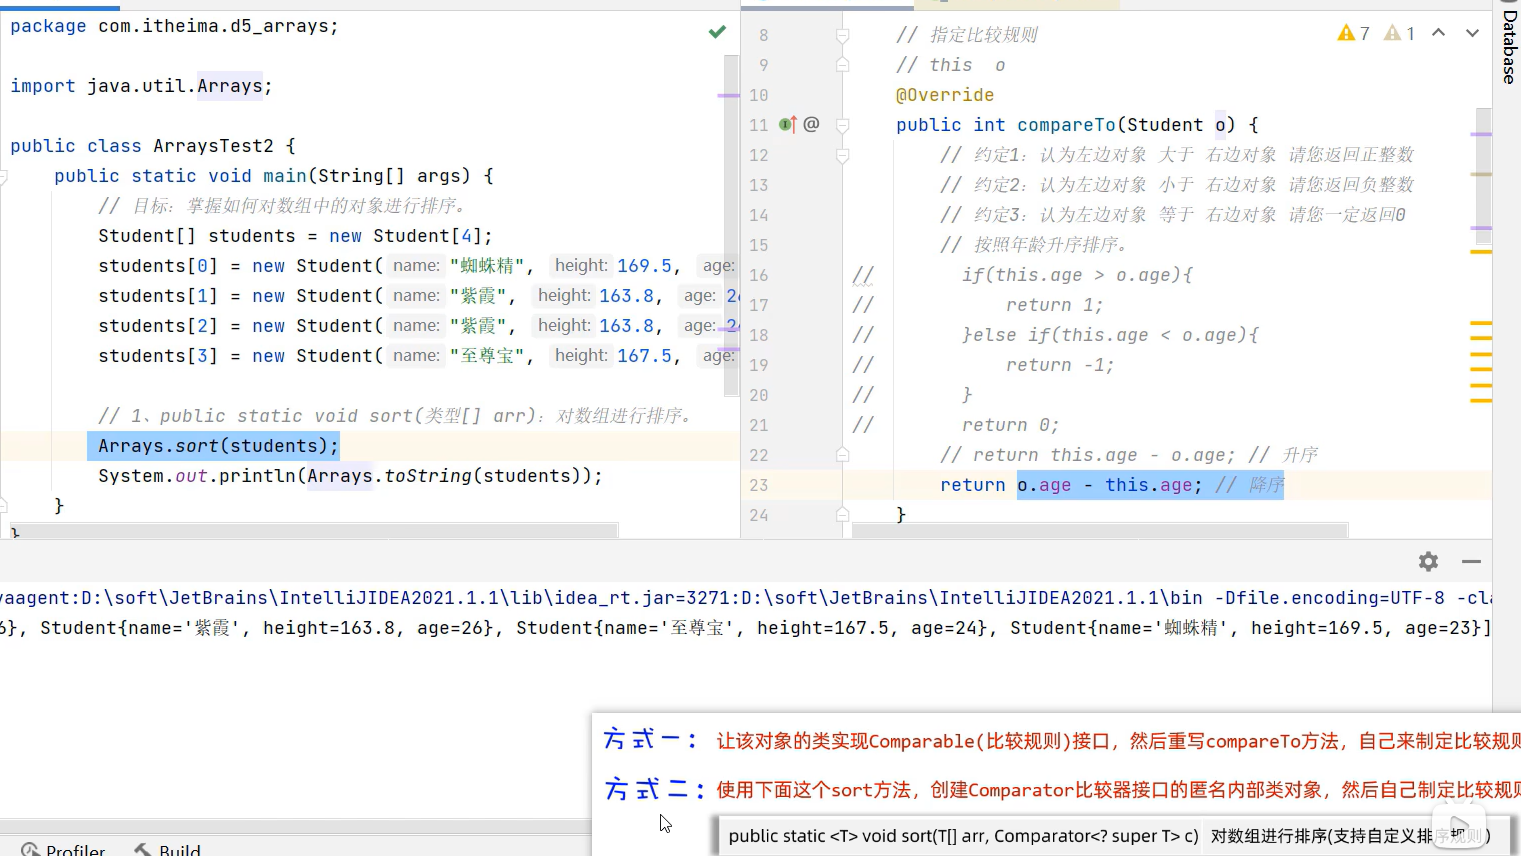 package com.itheima.d5_arrays;
import java.util.Arrays;
public class ArraysTest2 {
public static void main(String[] args) {
// 目标：掌握如何对数组中的对象进行排序。
Student[] students = new Student[4];
students[0] = new Student( name: "蜘蛛精", height: 169.5, age:
students[1] = new Student( name: "紫霞", height: 163.8, age: 26
students[2] = new Student( name: "紫霞", height: 163.8, age: 26
students[3] = new Student( name: "至尊宝", height: 167.5, age:
// 1、public static void sort(类型[] arr)：对数组进行排序。
Arrays.sort(students);
System.out.println(Arrays.toString(students));
}
}
7 1
8 // 指定比较规则
9 // this o
10 @Override
11 @ public int compareTo(Student o) {
12 // 约定1：认为左边对象 大于 右边对象 请您返回正整数
13 // 约定2：认为左边对象 小于 右边对象 请您返回负整数
14 // 约定3：认为左边对象 等于 右边对象 请您一定返回0
15 // 按照年龄升序排序。
16 // if(this.age > o.age){
17 // return 1;
18 // }else if(this.age < o.age){
19 // return -1;
20 // }
21 // return 0;
22 // return this.age - o.age; // 升序
23 return o.age - this.age; // 降序
24 }
Database
vaagent:D:\soft\JetBrains\IntelliJIDEA2021.1.1\lib\idea_rt.jar=3271:D:\soft\JetBrains\IntelliJIDEA2021.1.1\bin -Dfile.encoding=UTF-8 -cla
6}, Student{name='紫霞', height=163.8, age=26}, Student{name='至尊宝', height=167.5, age=24}, Student{name='蜘蛛精', height=169.5, age=23}]
方式一： 让该对象的类实现Comparable(比较规则)接口，然后重写compareTo方法，自己来制定比较规则
方式二： 使用下面这个sort方法，创建Comparator比较器接口的匿名内部类对象，然后自己制定比较规则
public static <T> void sort(T[] arr, Comparator<? super T> c) 对数组进行排序(支持自定义排序规则)
Profiler Build